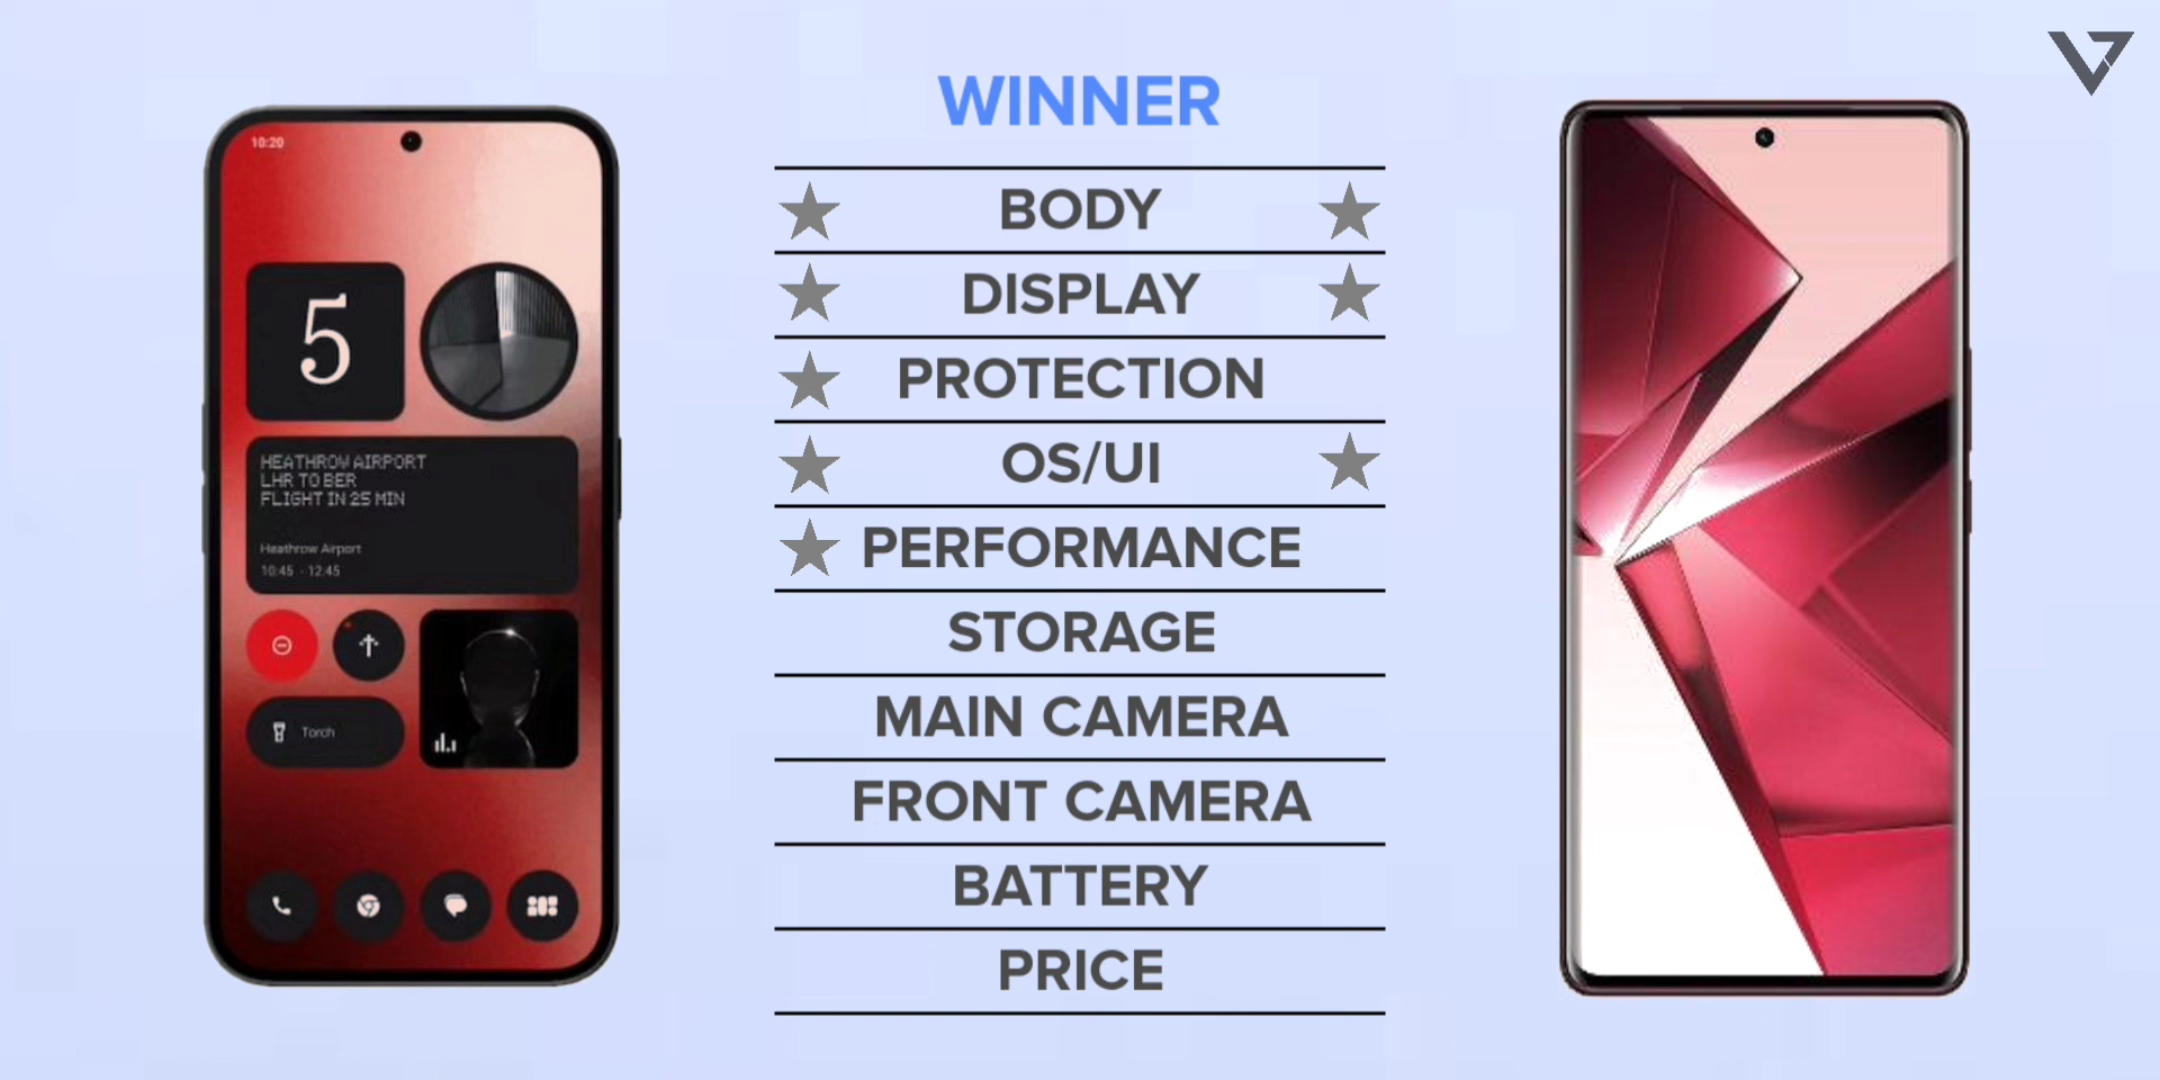 WINNER
10:20
5
HEATHROW AIRPORT
LHR TO BER
FLIGHT IN 25 MIN
Heathrow Airport
10:45 - 12:45
Torch
BODY
DISPLAY
PROTECTION
OS/UI
PERFORMANCE
STORAGE
MAIN CAMERA
FRONT CAMERA
BATTERY
PRICE